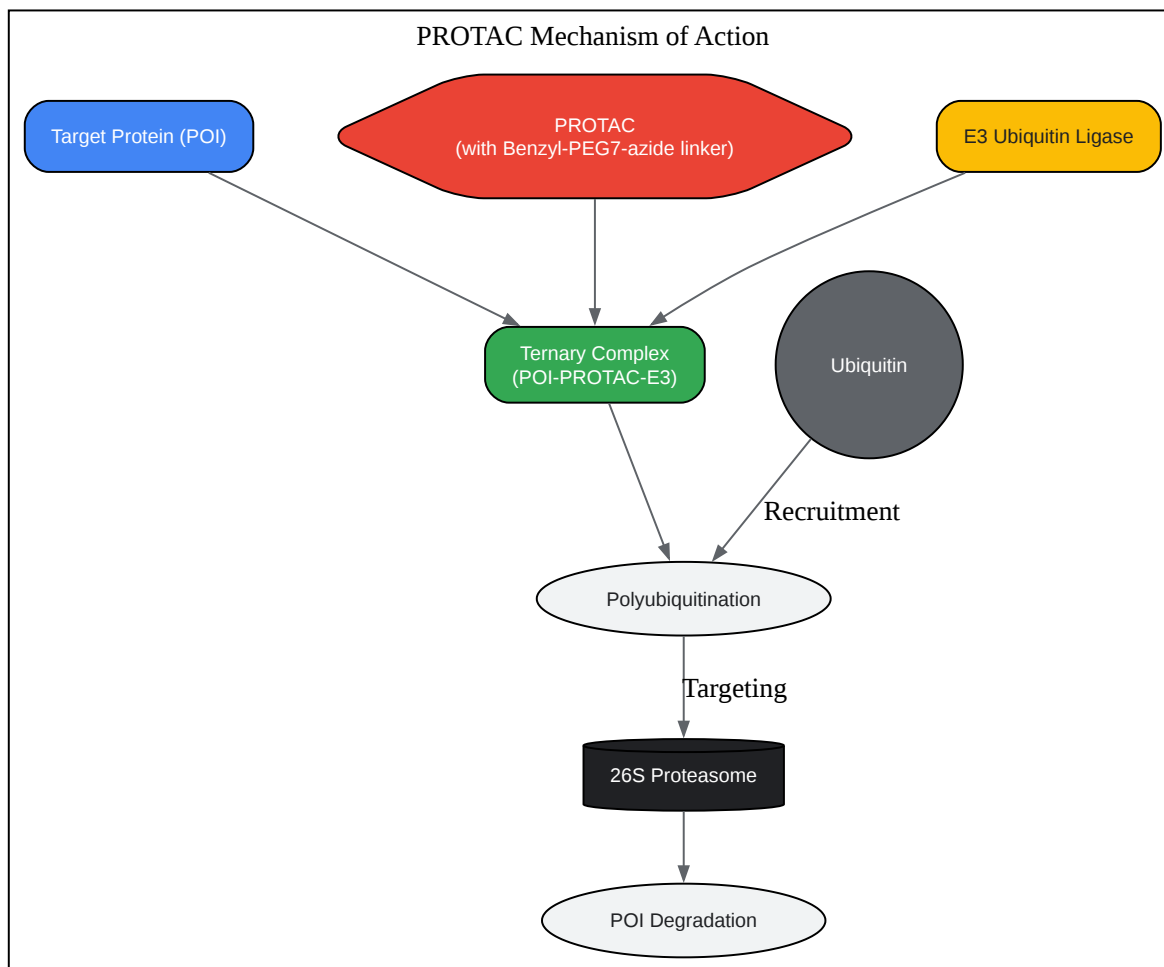 PROTAC Mechanism of Action
Target Protein (POI)
PROTAC
(with Benzyl-PEG7-azide linker)
E3 Ubiquitin Ligase
Ternary Complex
(POI-PROTAC-E3)
Ubiquitin
Recruitment
Polyubiquitination
Targeting
26S Proteasome
POI Degradation